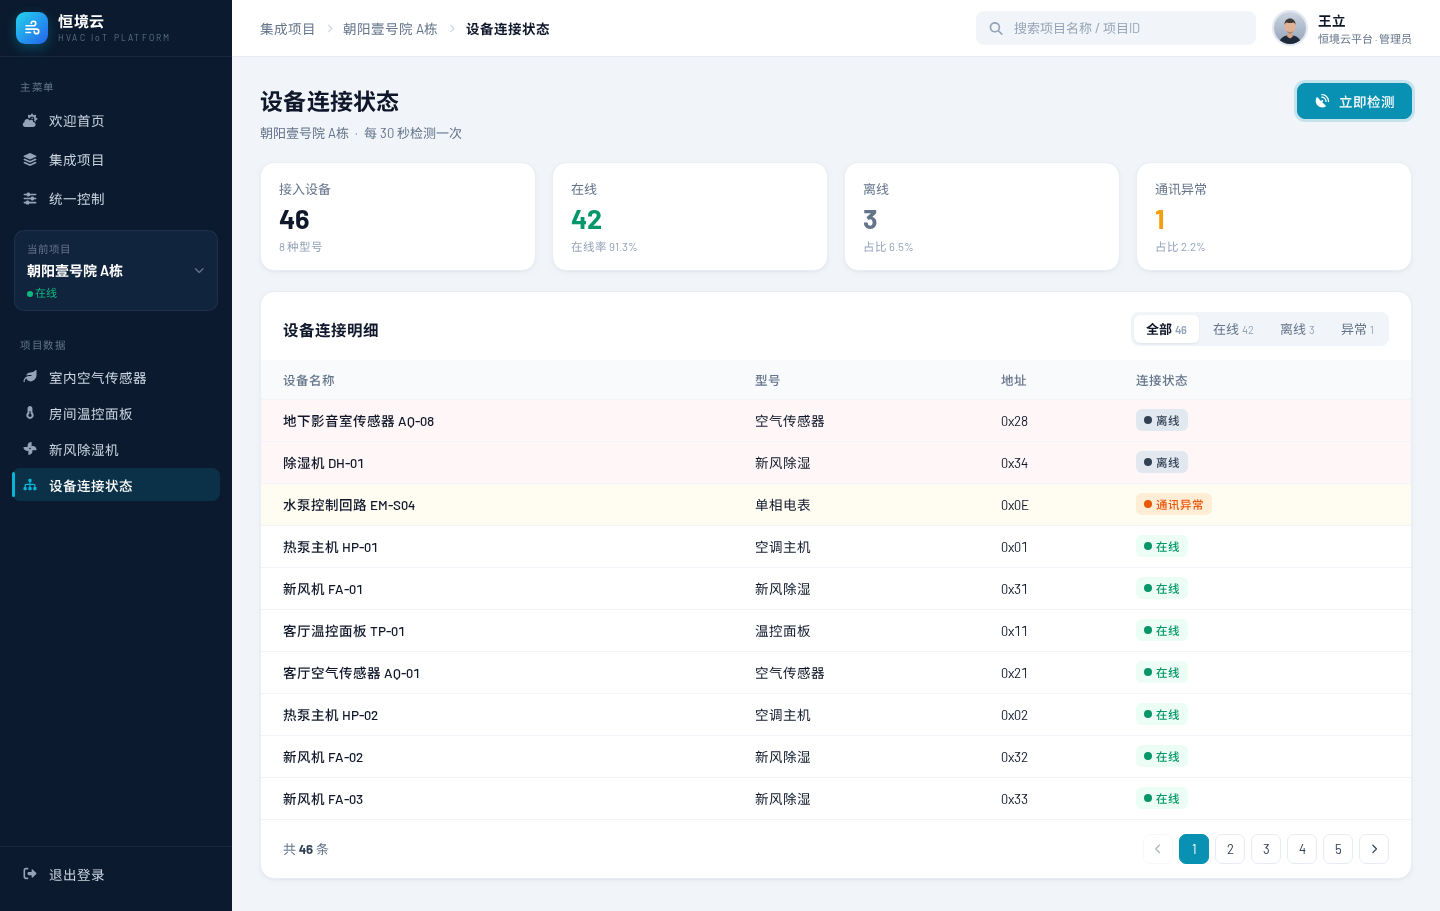 恒境云
HVAC IoT PLATFORM
主菜单
欢迎首页
集成项目
统一控制
当前项目
朝阳壹号院 A栋
在线
项目数据
室内空气传感器
房间温控面板
新风除湿机
设备连接状态
退出登录
集成项目 朝阳壹号院 A栋 设备连接状态
搜索项目名称 / 项目ID
王立
恒境云平台 · 管理员
设备连接状态
朝阳壹号院 A栋 · 每 30 秒检测一次
立即检测
接入设备
46
8 种型号
在线
42
在线率 91.3%
离线
3
占比 6.5%
通讯异常
1
占比 2.2%
设备连接明细
全部 46 在线 42 离线 3 异常 1
设备名称 型号 地址 连接状态
地下影音室传感器 AQ-08 空气传感器 0x28 离线
除湿机 DH-01 新风除湿 0x34 离线
水泵控制回路 EM-S04 单相电表 0x0E 通讯异常
热泵主机 HP-01 空调主机 0x01 在线
新风机 FA-01 新风除湿 0x31 在线
客厅温控面板 TP-01 温控面板 0x11 在线
客厅空气传感器 AQ-01 空气传感器 0x21 在线
热泵主机 HP-02 空调主机 0x02 在线
新风机 FA-02 新风除湿 0x32 在线
新风机 FA-03 新风除湿 0x33 在线
共 46 条
1 2 3 4 5